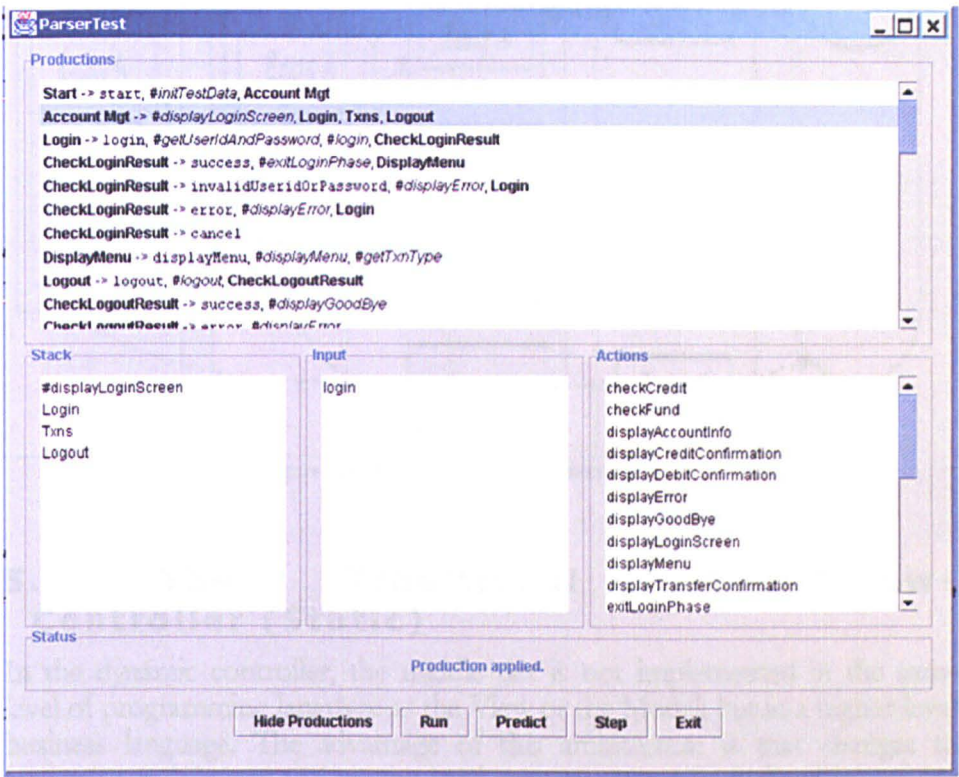 ParserTest
Productions
Start -> start, #initTestData, Account Mgt
Account Mgt -> #displayLoginScreen, Login, Txns, Logout
Login -> login, #getUserIdAndPassword, #login, CheckLoginResult
CheckLoginResult -> success, #exitLoginPhase, DisplayMenu
CheckLoginResult -> invalidUseridOrPassword, #displayError, Login
CheckLoginResult -> error, #displayError, Login
CheckLoginResult -> cancel
DisplayMenu -> displayMenu, #displayMenu, #getTxnType
Logout -> logout, #logout, CheckLogoutResult
CheckLogoutResult -> success, #displayGoodBye
CheckLogoutResult -> error, #displayError
Stack
#displayLoginScreen
Login
Txns
Logout
Input
login
Actions
checkCredit
checkFund
displayAccountInfo
displayCreditConfirmation
displayDebitConfirmation
displayError
displayGoodBye
displayLoginScreen
displayMenu
displayTransferConfirmation
exitLoginPhase
Status
Production applied.
Hide Productions Run Predict Step Exit